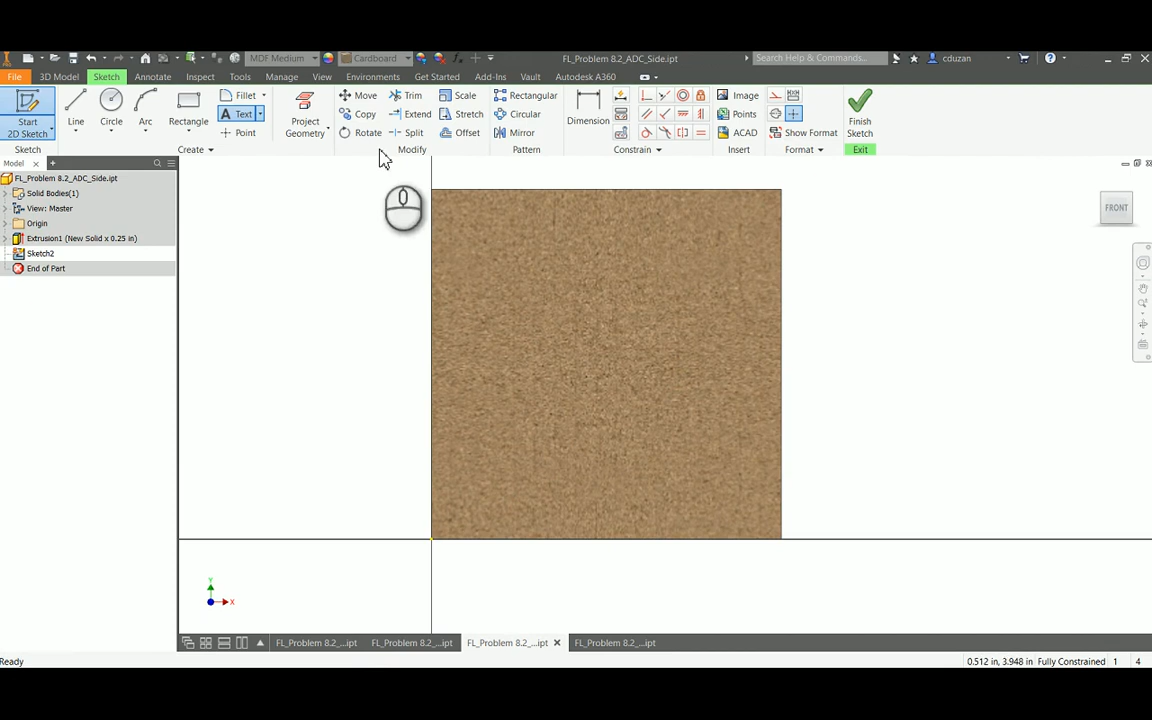 MDF Medium Cardboard FL_Problem 8.2_ADC_Side.ipt Search Help & Commands... cduzan
File 3D Model Sketch Annotate Inspect Tools Manage View Environments Get Started Add-Ins Vault Autodesk A360
Start
2D Sketch
Line Circle Arc Rectangle
Fillet
Text
Point
Project
Geometry
Move Trim Scale
Copy Extend Stretch
Rotate Split Offset
Rectangular
Circular
Mirror
Dimension
Image
Points
ACAD
Show Format
Finish
Sketch
Sketch Create Modify Pattern Constrain Insert Format Exit
Model
FL_Problem 8.2_ADC_Side.ipt
Solid Bodies(1)
View: Master
Origin
Extrusion1 (New Solid x 0.25 in)
Sketch2
End of Part
FRONT
Y
X
FL_Problem 8.2_...ipt FL_Problem 8.2_...ipt FL_Problem 8.2_...ipt FL_Problem 8.2_...ipt
Ready 0.512 in, 3.948 in Fully Constrained 1 4